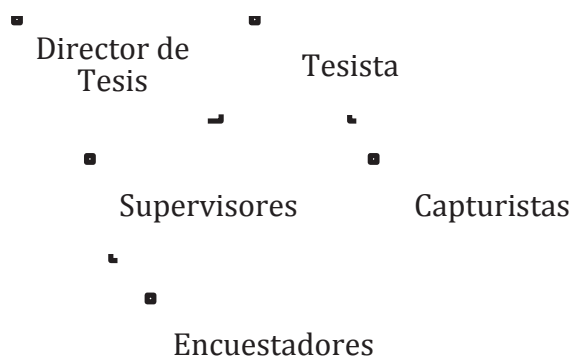 Director de
Tesis
Tesista
Supervisores
Capturistas
Encuestadores